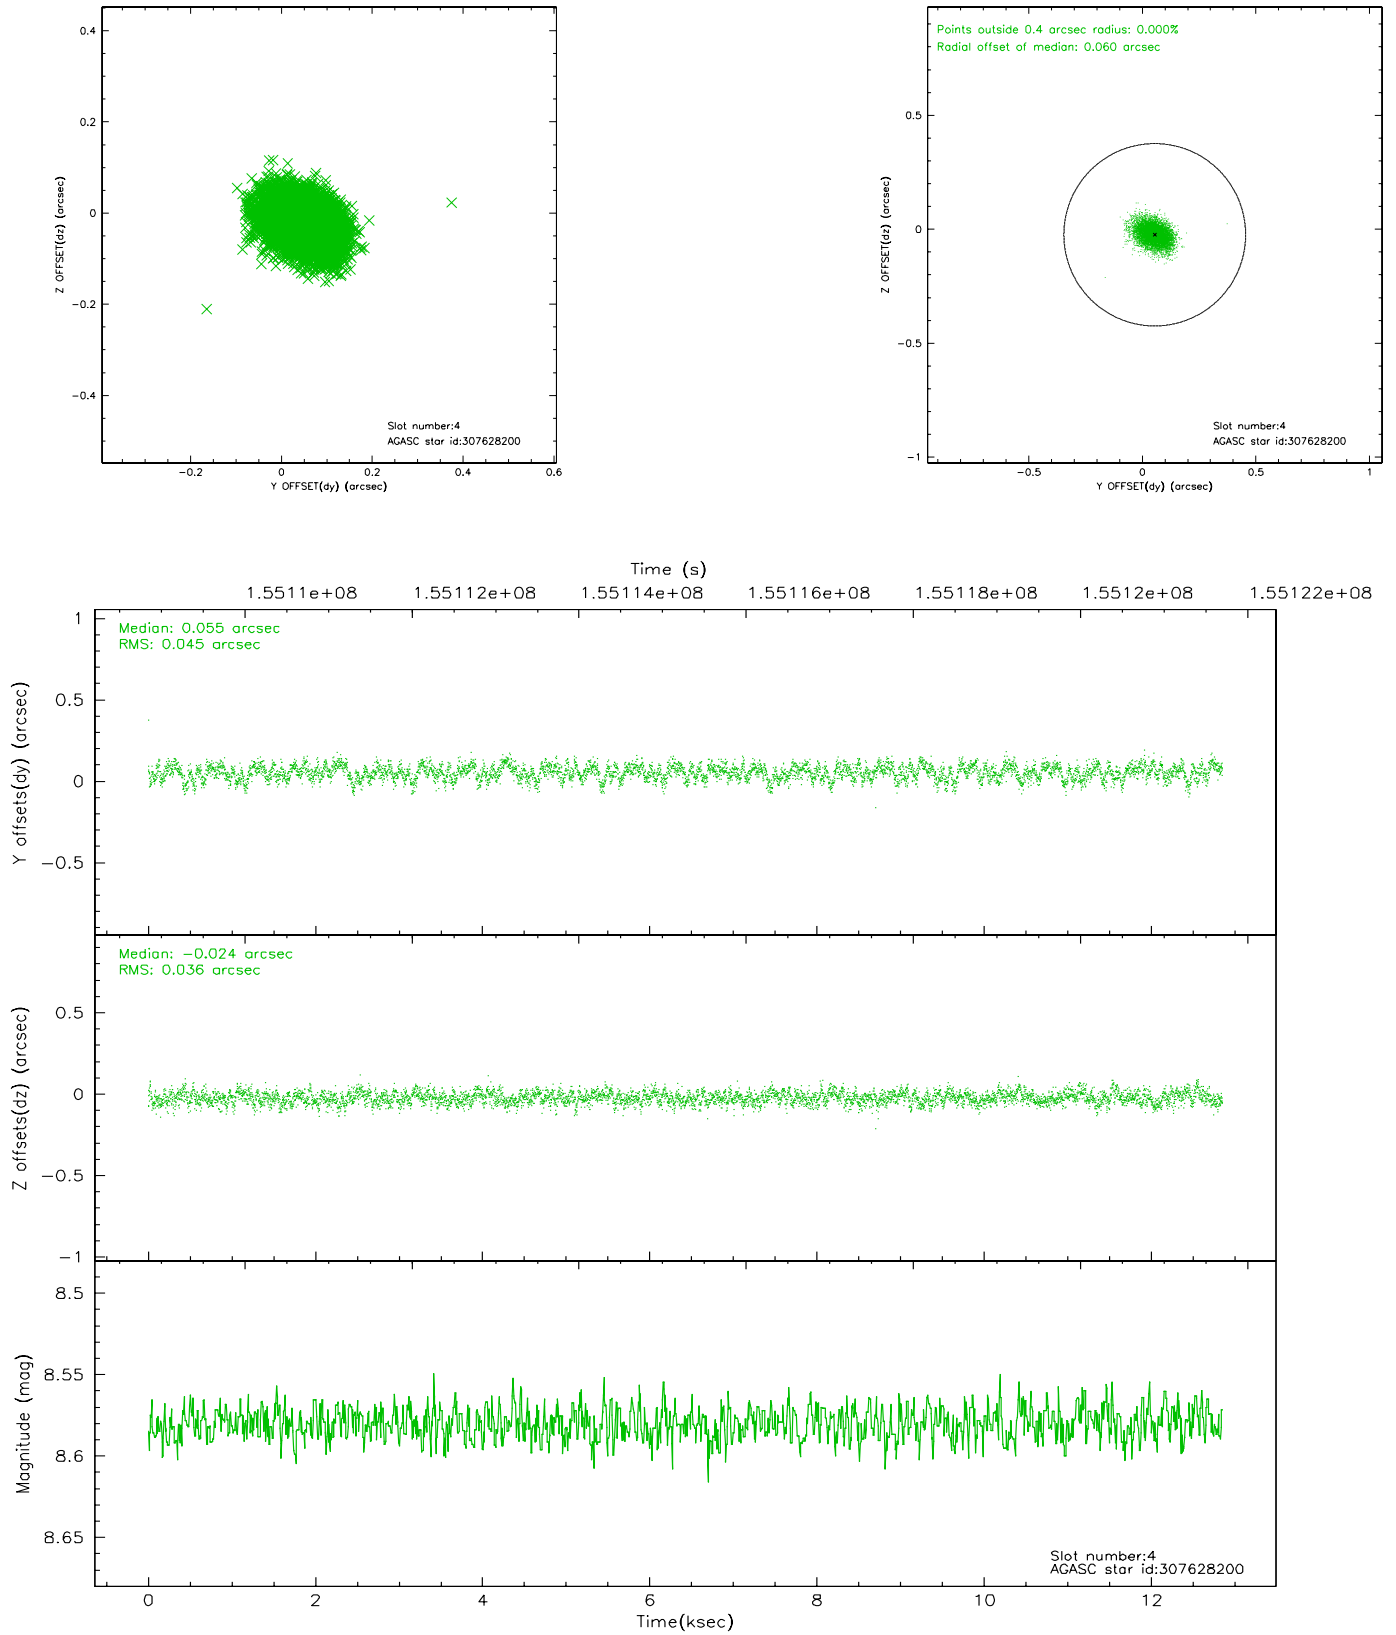 0.4
0.2
0
−0.2
−0.4
Z OFFSET(dz) (arcsec)
Slot number:4
AGASC star id:307628200
−0.2 0 0.2 0.4 0.6
Y OFFSET(dy) (arcsec)
Points outside 0.4 arcsec radius: 0.000%
Radial offset of median: 0.060 arcsec
0.5
0
−0.5
−1
Z OFFSET(dz) (arcsec)
Slot number:4
AGASC star id:307628200
−0.5 0 0.5 1
Y OFFSET(dy) (arcsec)
Time (s)
1.5511e+08 1.55112e+08 1.55114e+08 1.55116e+08 1.55118e+08 1.5512e+08 1.55122e+08
Median: 0.055 arcsec
RMS: 0.045 arcsec
1
0.5
0
−0.5
Y offsets(dy) (arcsec)
Median: −0.024 arcsec
RMS: 0.036 arcsec
0.5
0
−0.5
−1
Z offsets(dz) (arcsec)
8.5
8.55
8.6
8.65
Magnitude (mag)
Slot number:4
AGASC star id:307628200
0 2 4 6 8 10 12
Time(ksec)